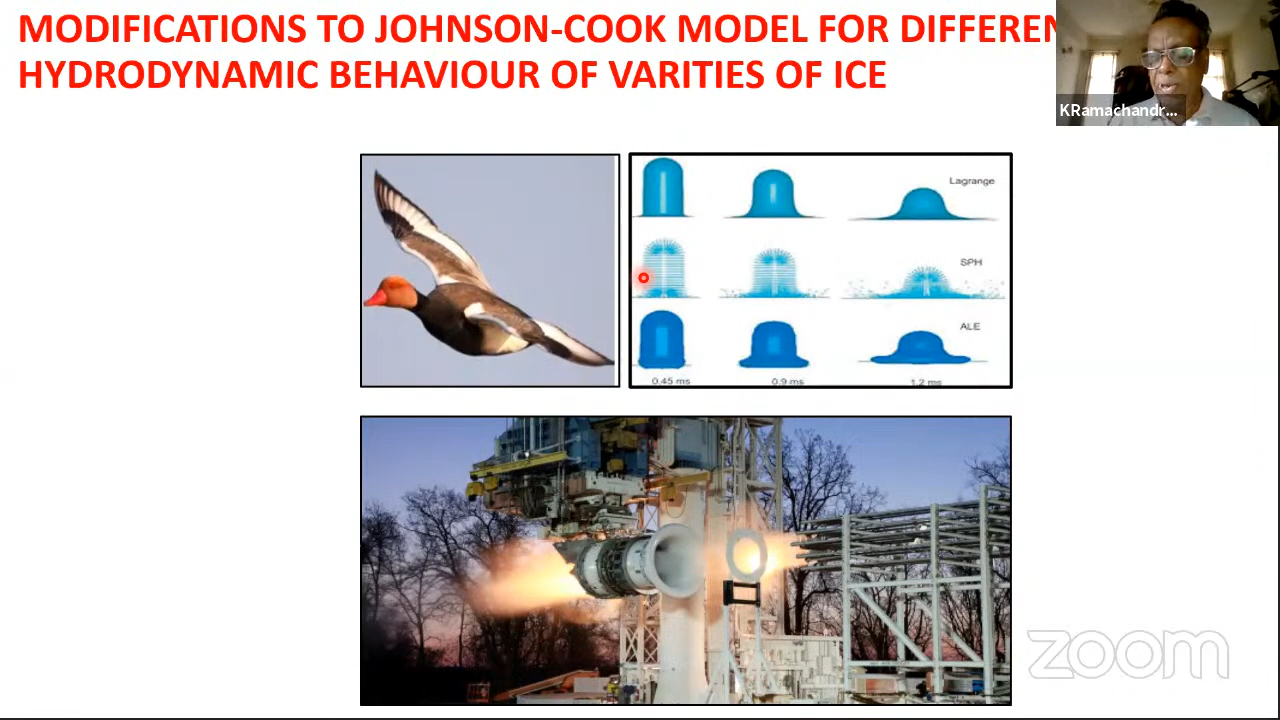 MODIFICATIONS TO JOHNSON-COOK MODEL FOR DIFFEREN
HYDRODYNAMIC BEHAVIOUR OF VARITIES OF ICE
KRamachandr...
Lagrange
SPH
ALE
0.45 ms
0.9 ms
1.2 ms
zoom